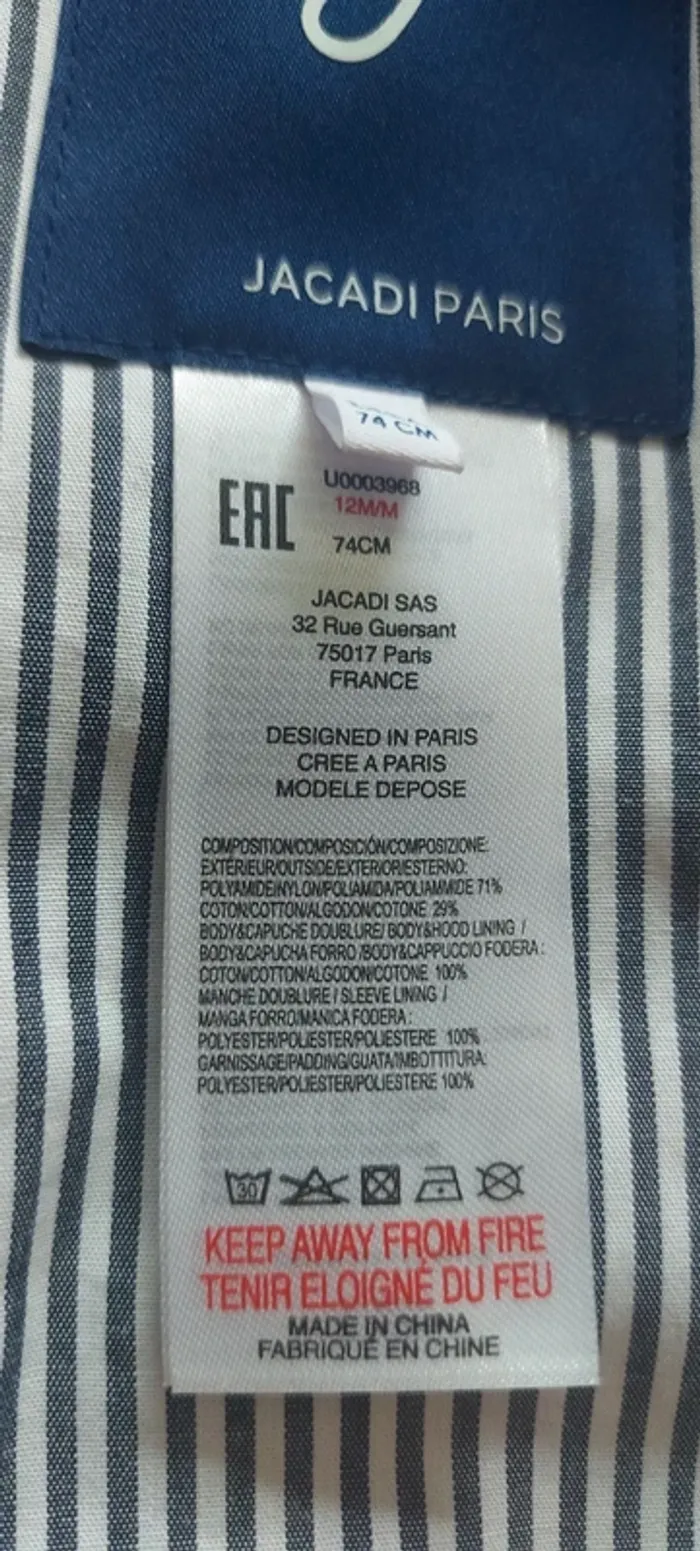 JACADI PARIS
74 CM
EAC
U0003968
12M/M
74CM
JACADI SAS
32 Rue Guersant
75017 Paris
FRANCE
DESIGNED IN PARIS
CREE A PARIS
MODELE DEPOSE
COMPOSITION/COMPOSICIÓN/COMPOSIZIONE:
EXTÉRIEUR/OUTSIDE/EXTERIOR/ESTERNO:
POLYAMIDE/NYLON/POLIAMIDA/POLIAMMIDE 71%
COTON/COTTON/ALGODON/COTONE 29%
BODY&CAPUCHE DOUBLURE/ BODY&HOOD LINING /
BODY&CAPUCHA FORRO /BODY&CAPPUCCIO FODERA :
COTON/COTTON/ALGODON/COTONE 100%
MANCHE DOUBLURE / SLEEVE LINING /
MANGA FORRO/MANICA FODERA :
POLYESTER/POLIESTER/POLIESTERE 100%
GARNISSAGE/PADDING/GUATA/IMBOTTITURA:
POLYESTER/POLIESTER/POLIESTERE 100%
30
KEEP AWAY FROM FIRE
TENIR ELOIGNÉ DU FEU
MADE IN CHINA
FABRIQUÉ EN CHINE